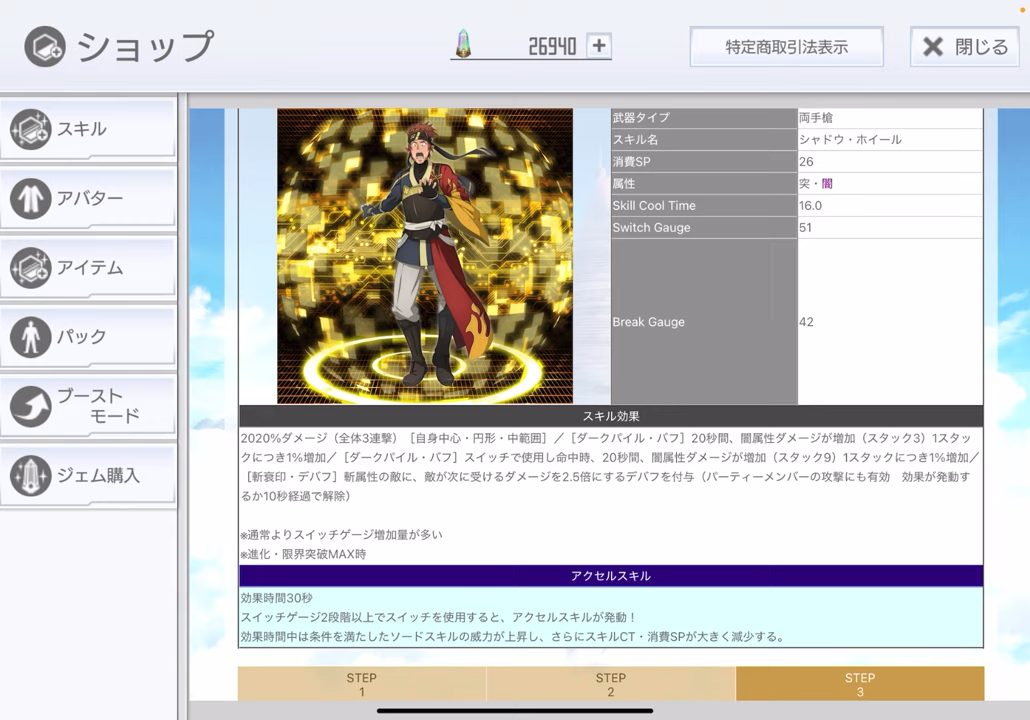 ショップ
26940
+
特定商取引法表示
閉じる
スキル
アバター
アイテム
パック
ブースト
モード
ジェム購入
武器タイプ 両手槍
スキル名 シャドウ・ホイール
消費SP 26
属性 突・闇
Skill Cool Time 16.0
Switch Gauge 51
Break Gauge 42
スキル効果
2020%ダメージ（全体3連撃）［自身中心・円形・中範囲］／［ダークパイル・バフ］20秒間、闇属性ダメージが増加（スタック3）1スタッ
クにつき1%増加／［ダークパイル・バフ］スイッチで使用し命中時、20秒間、闇属性ダメージが増加（スタック9）1スタックにつき1%増加／
［斬衰印・デバフ］斬属性の敵に、敵が次に受けるダメージを2.5倍にするデバフを付与（パーティーメンバーの攻撃にも有効　効果が発動す
るか10秒経過で解除）
※通常よりスイッチゲージ増加量が多い
※進化・限界突破MAX時
アクセルスキル
効果時間30秒
スイッチゲージ2段階以上でスイッチを使用すると、アクセルスキルが発動！
効果時間中は条件を満たしたソードスキルの威力が上昇し、さらにスキルCT・消費SPが大きく減少する。
STEP
1
STEP
2
STEP
3